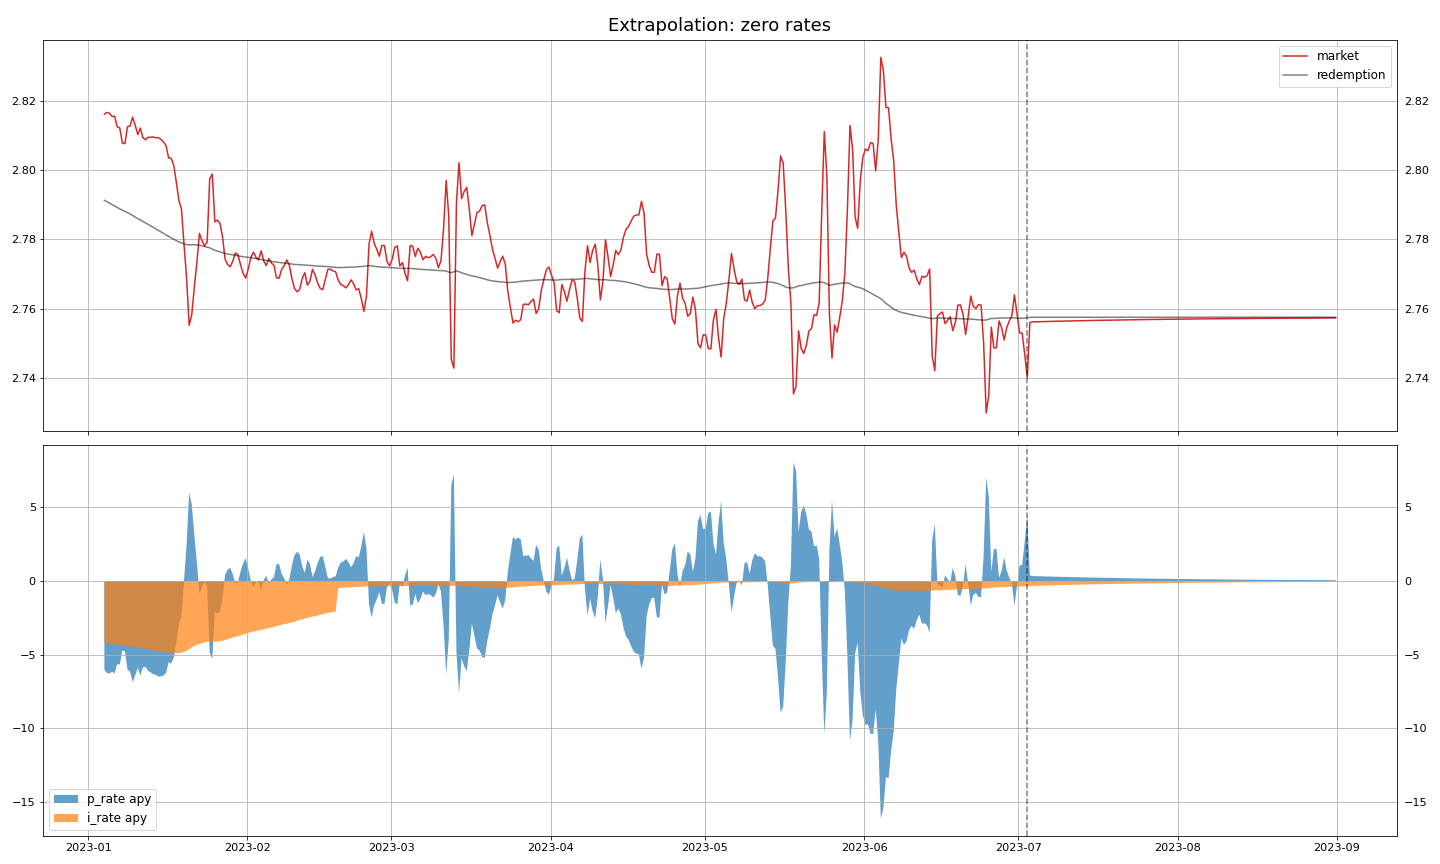 Extrapolation: zero rates
market
redemption
2.82 2.82
2.80 2.80
2.78 2.78
2.76 2.76
2.74 2.74
5 5
0 0
−5 −5
−10 −10
−15 −15
p_rate apy
i_rate apy
2023-01 2023-02 2023-03 2023-04 2023-05 2023-06 2023-07 2023-08 2023-09